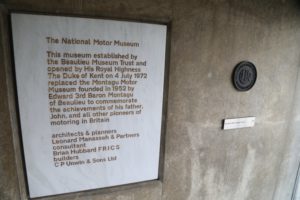 The National Motor Museum
This museum established by
the Beaulieu Museum Trust and
opened by His Royal Highness
The Duke of Kent on 4 July 1972
replaced the Montagu Motor
Museum founded in 1952 by
Edward 3rd Baron Montagu
of Beaulieu to commemorate
the achievements of his father,
John, and all other pioneers of
motoring in Britain
architects & planners
Leonard Manasseh & Partners
consultant
Brian Hubbard F R I C S
builders
C P Unwin & Sons Ltd